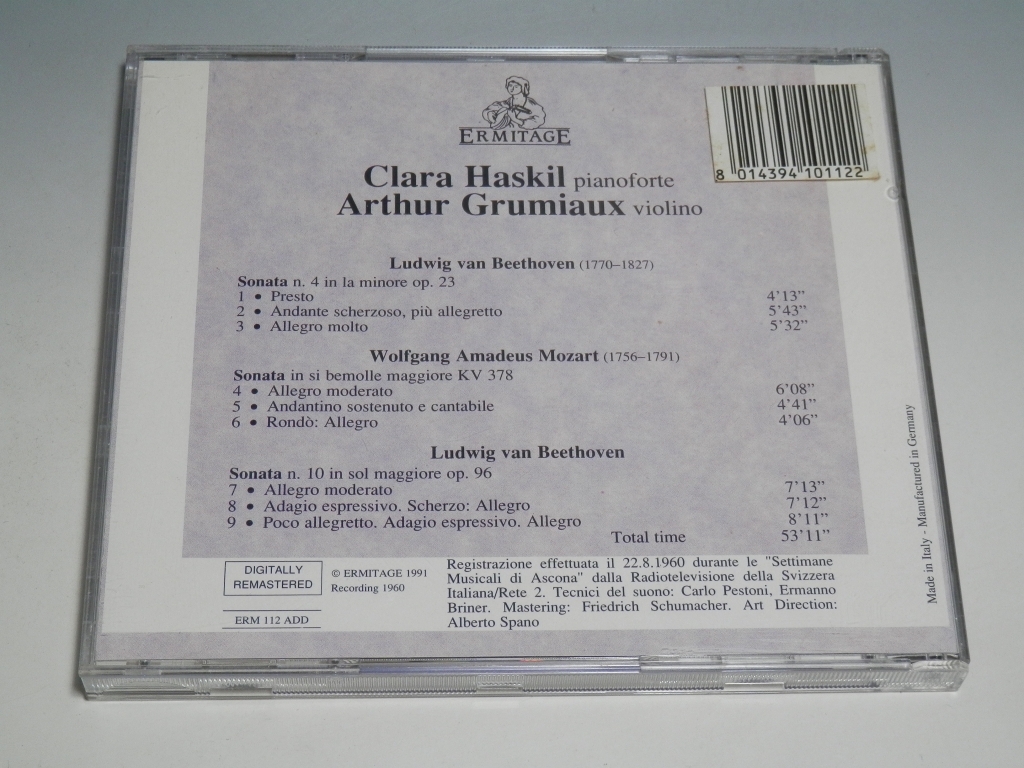 ERMITAGE
8 014394 101122
Clara Haskil pianoforte
Arthur Grumiaux violino
Ludwig van Beethoven (1770–1827)
Sonata n. 4 in la minore op. 23
1 • Presto 4'13"
2 • Andante scherzoso, più allegretto 5'43"
3 • Allegro molto 5'32"
Wolfgang Amadeus Mozart (1756–1791)
Sonata in si bemolle maggiore KV 378
4 • Allegro moderato 6'08"
5 • Andantino sostenuto e cantabile 4'41"
6 • Rondò: Allegro 4'06"
Ludwig van Beethoven
Sonata n. 10 in sol maggiore op. 96
7 • Allegro moderato 7'13"
8 • Adagio espressivo. Scherzo: Allegro 7'12"
9 • Poco allegretto. Adagio espressivo. Allegro 8'11"
Total time 53'11"
DIGITALLY
REMASTERED
© ERMITAGE 1991
Recording 1960
ERM 112 ADD
Registrazione effettuata il 22.8.1960 durante le "Settimane
Musicali di Ascona" dalla Radiotelevisione della Svizzera
Italiana/Rete 2. Tecnici del suono: Carlo Pestoni, Ermanno
Briner. Mastering: Friedrich Schumacher. Art Direction:
Alberto Spano
Made in Italy - Manufactured in Germany